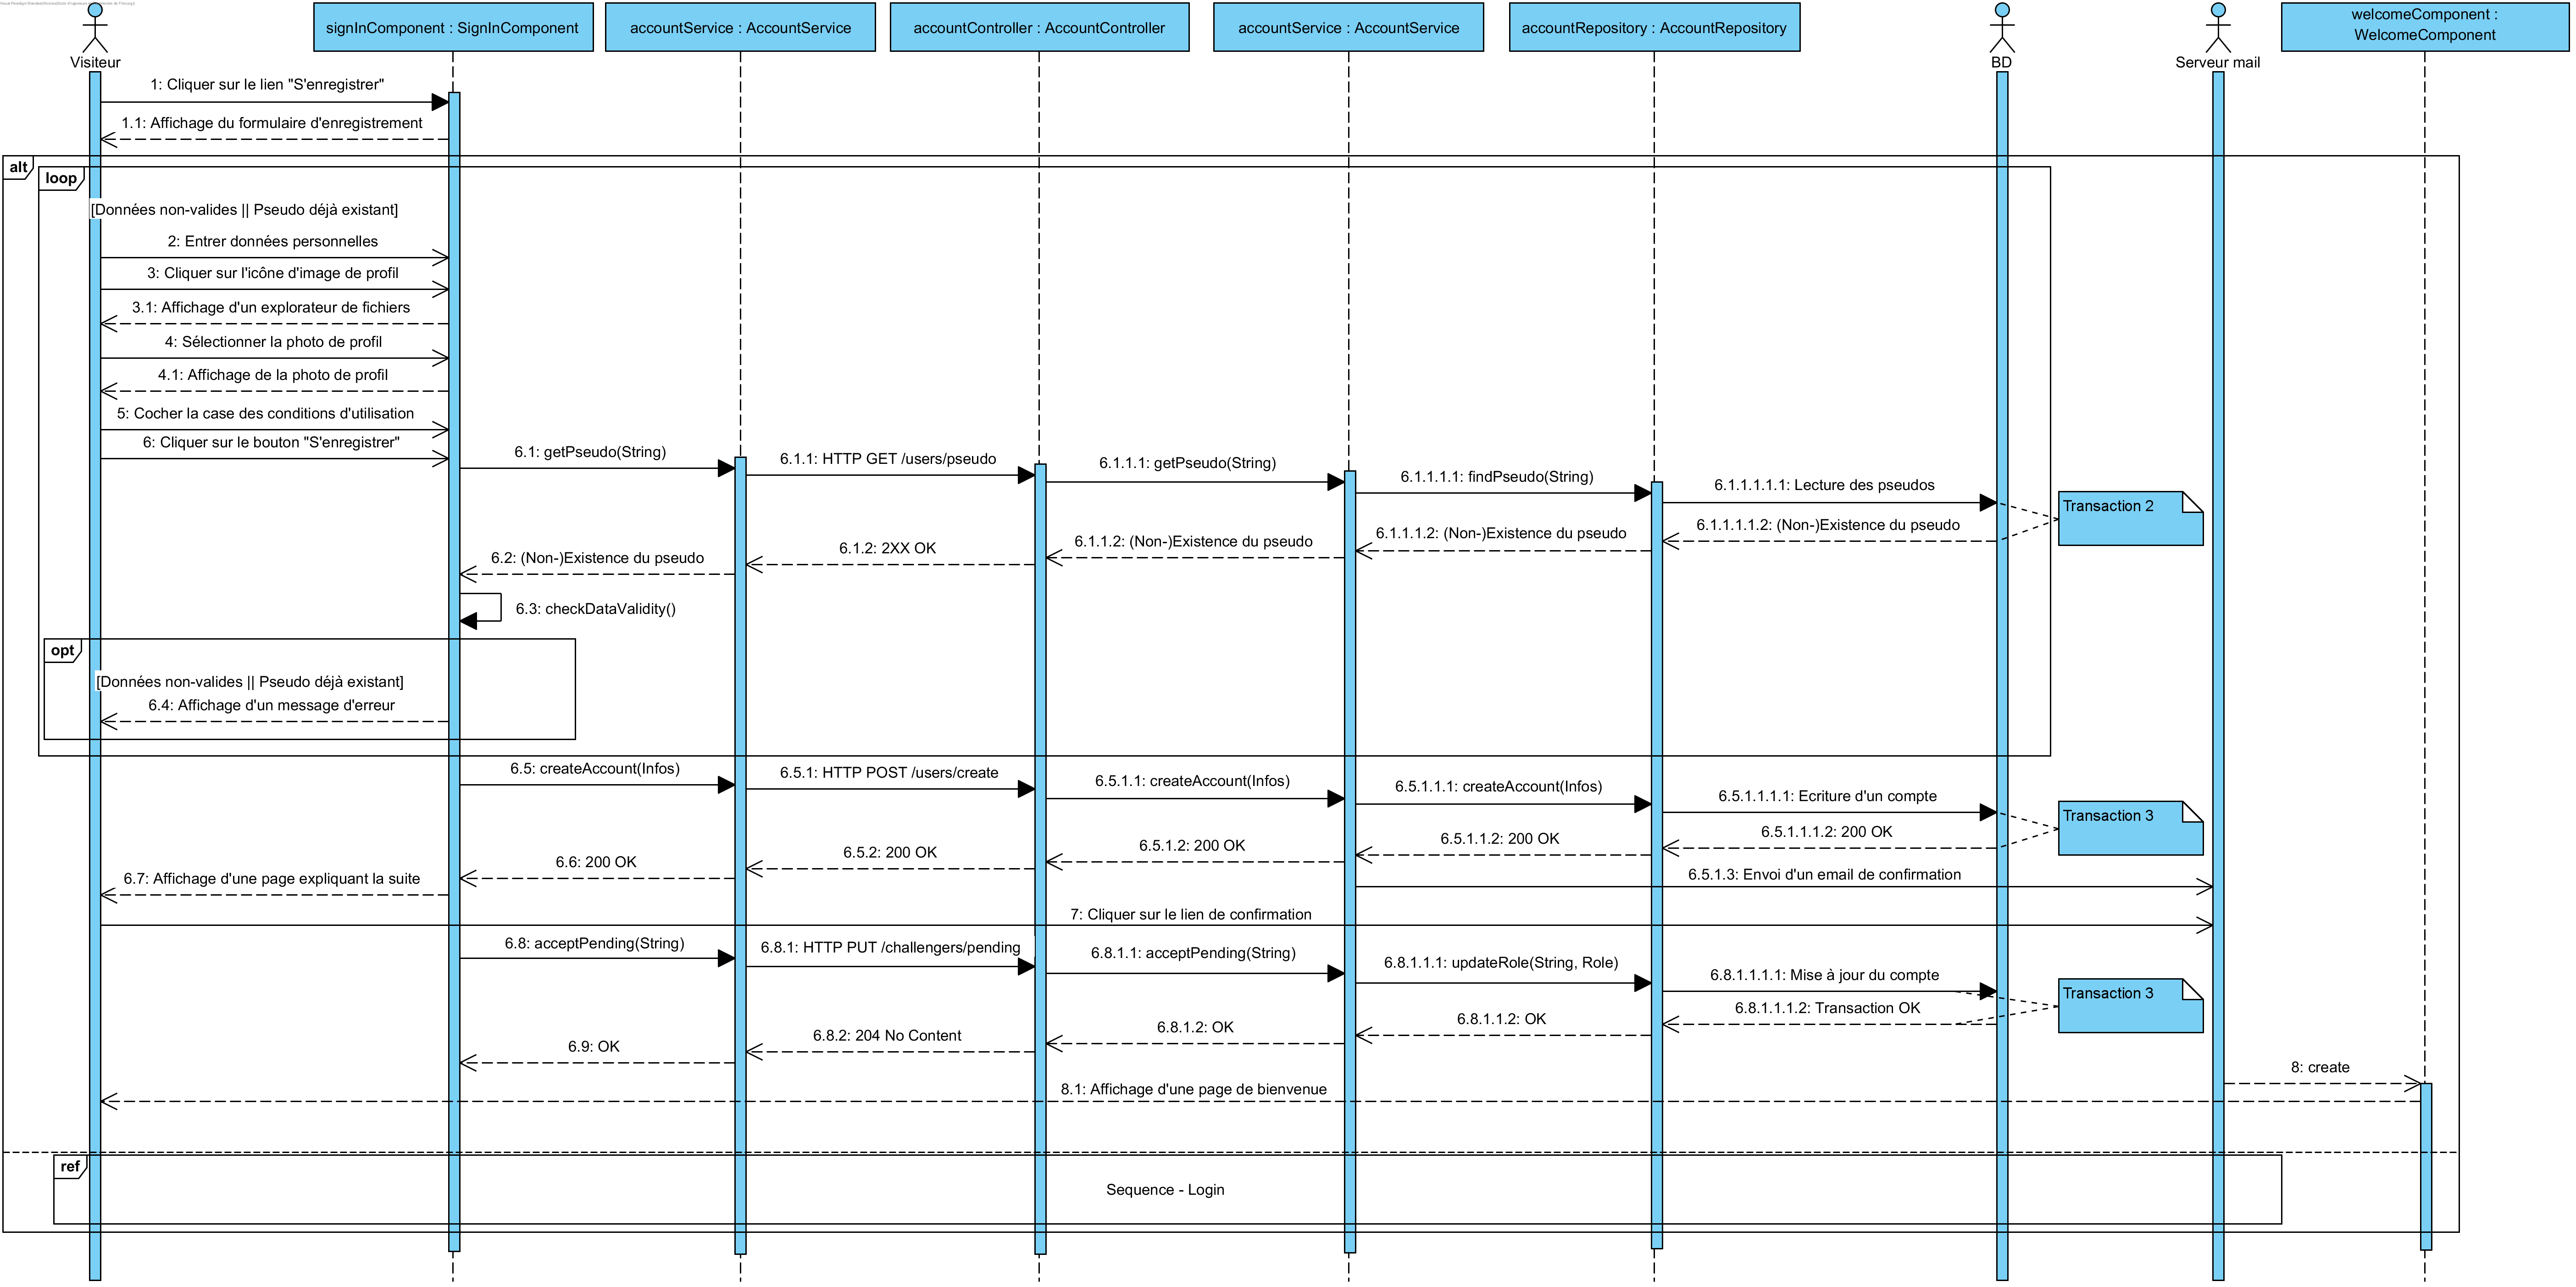 Visiteur
signInComponent : SignInComponent
accountService : AccountService
accountController : AccountController
accountService : AccountService
accountRepository : AccountRepository
BD
Serveur mail
welcomeComponent :
WelcomeComponent
1: Cliquer sur le lien "S'enregistrer"
1.1: Affichage du formulaire d'enregistrement
alt
loop
[Données non-valides || Pseudo déjà existant]
2: Entrer données personnelles
3: Cliquer sur l'icône d'image de profil
3.1: Affichage d'un explorateur de fichiers
4: Sélectionner la photo de profil
4.1: Affichage de la photo de profil
5: Cocher la case des conditions d'utilisation
6: Cliquer sur le bouton "S'enregistrer"
6.1: getPseudo(String)
6.1.1: HTTP GET /users/pseudo
6.1.1.1: getPseudo(String)
6.1.1.1.1: findPseudo(String)
6.1.1.1.1.1: Lecture des pseudos
Transaction 2
6.1.1.1.1.2: (Non-)Existence du pseudo
6.1.1.1.2: (Non-)Existence du pseudo
6.1.1.2: (Non-)Existence du pseudo
6.1.2: 2XX OK
6.2: (Non-)Existence du pseudo
6.3: checkDataValidity()
opt
[Données non-valides || Pseudo déjà existant]
6.4: Affichage d'un message d'erreur
6.5: createAccount(Infos)
6.5.1: HTTP POST /users/create
6.5.1.1: createAccount(Infos)
6.5.1.1.1: createAccount(Infos)
6.5.1.1.1.1: Ecriture d'un compte
Transaction 3
6.5.1.1.1.2: 200 OK
6.5.1.1.2: 200 OK
6.5.1.2: 200 OK
6.5.2: 200 OK
6.6: 200 OK
6.7: Affichage d'une page expliquant la suite
6.5.1.3: Envoi d'un email de confirmation
7: Cliquer sur le lien de confirmation
6.8: acceptPending(String)
6.8.1: HTTP PUT /challengers/pending
6.8.1.1: acceptPending(String)
6.8.1.1.1: updateRole(String, Role)
6.8.1.1.1.1: Mise à jour du compte
Transaction 3
6.8.1.1.1.2: Transaction OK
6.8.1.1.2: OK
6.8.1.2: OK
6.8.2: 204 No Content
6.9: OK
8: create
8.1: Affichage d'une page de bienvenue
ref
Sequence - Login